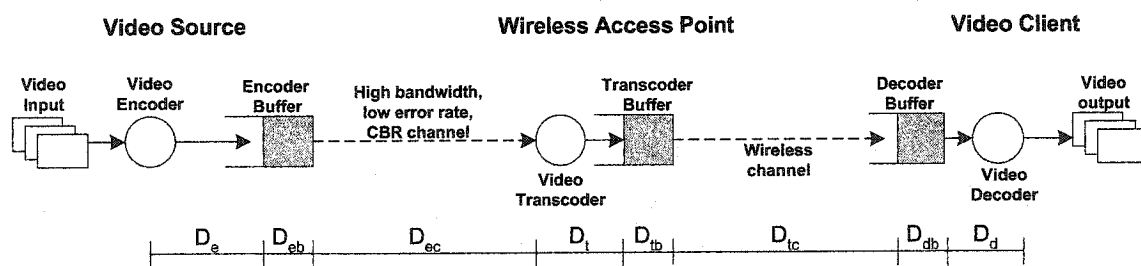 Video Source
Wireless Access Point
Video Client
Video
Input
Video
Encoder
Encoder
Buffer
High bandwidth,
low error rate,
CBR channel
Transcoder
Buffer
Decoder
Buffer
Video
output
Video
Transcoder
Wireless
channel
Video
Decoder
De
Deb
Dec
Dt
Dtb
Dtc
Ddb
Dd